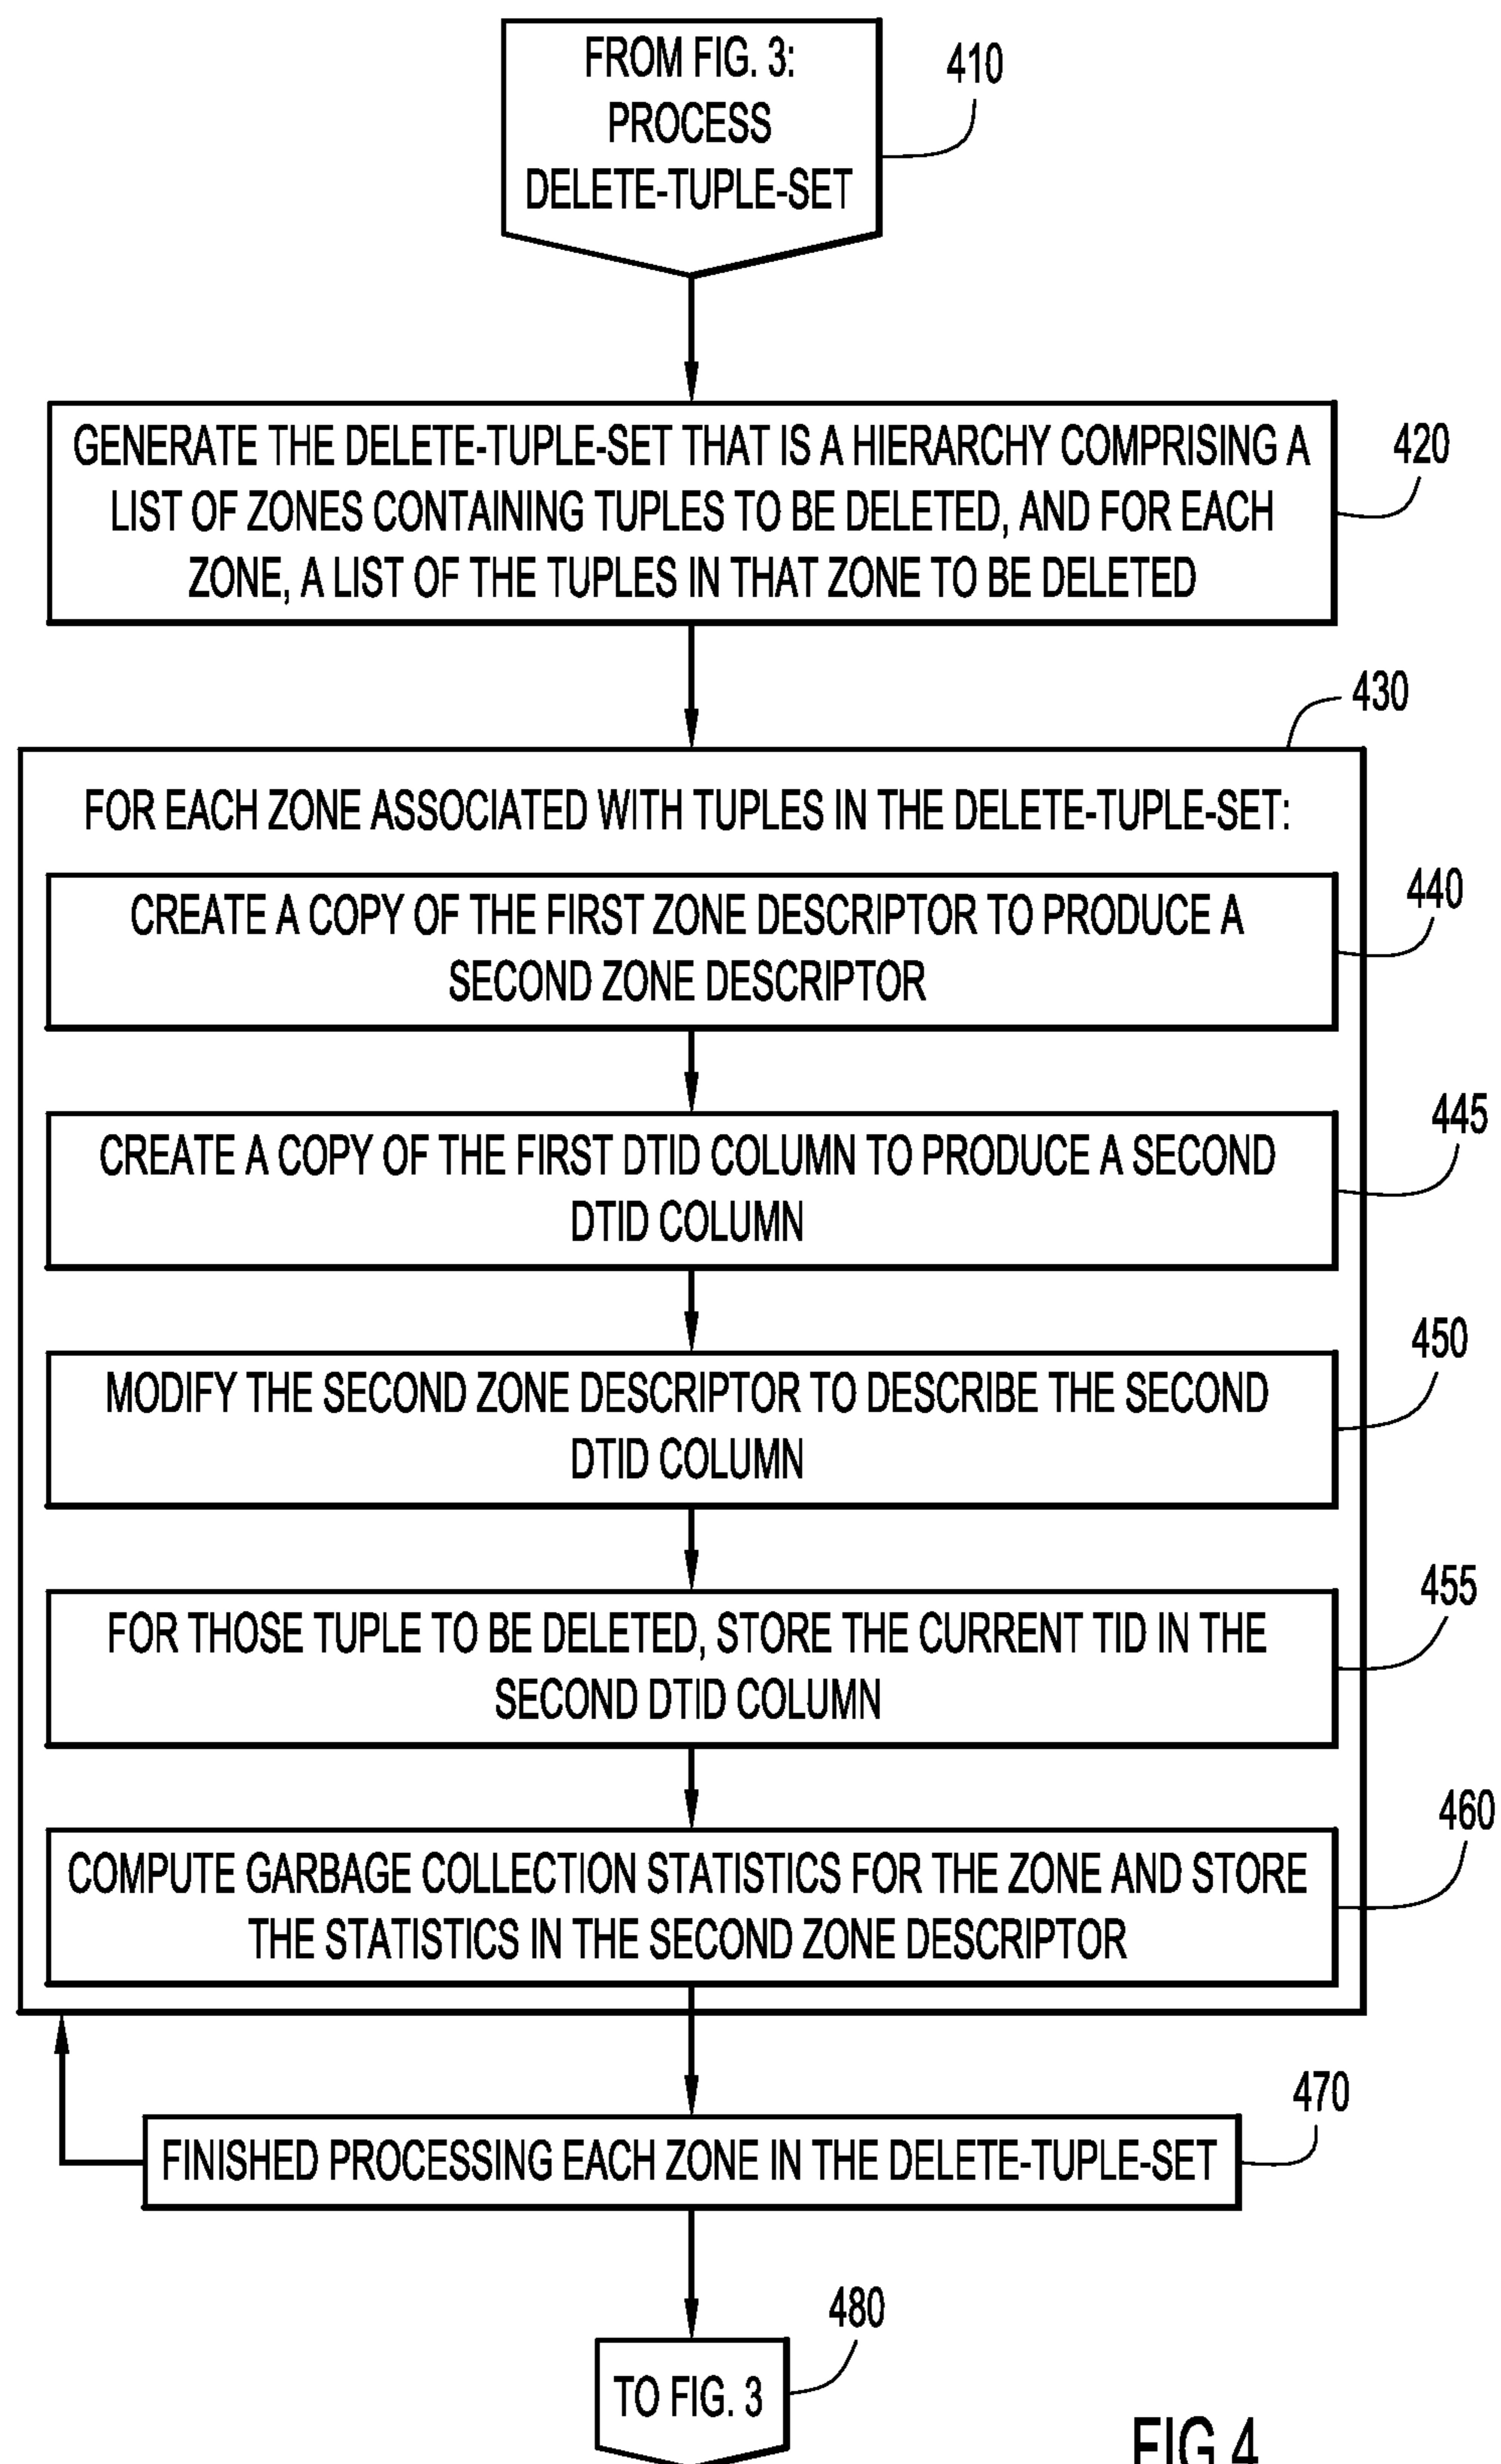 FROM FIG. 3:
PROCESS
DELETE-TUPLE-SET
410
GENERATE THE DELETE-TUPLE-SET THAT IS A HIERARCHY COMPRISING A
LIST OF ZONES CONTAINING TUPLES TO BE DELETED, AND FOR EACH
ZONE, A LIST OF THE TUPLES IN THAT ZONE TO BE DELETED
420
430
FOR EACH ZONE ASSOCIATED WITH TUPLES IN THE DELETE-TUPLE-SET:
CREATE A COPY OF THE FIRST ZONE DESCRIPTOR TO PRODUCE A
SECOND ZONE DESCRIPTOR
440
CREATE A COPY OF THE FIRST DTID COLUMN TO PRODUCE A SECOND
DTID COLUMN
445
MODIFY THE SECOND ZONE DESCRIPTOR TO DESCRIBE THE SECOND
DTID COLUMN
450
FOR THOSE TUPLE TO BE DELETED, STORE THE CURRENT TID IN THE
SECOND DTID COLUMN
455
COMPUTE GARBAGE COLLECTION STATISTICS FOR THE ZONE AND STORE
THE STATISTICS IN THE SECOND ZONE DESCRIPTOR
460
FINISHED PROCESSING EACH ZONE IN THE DELETE-TUPLE-SET
470
TO FIG. 3
480
FIG.4